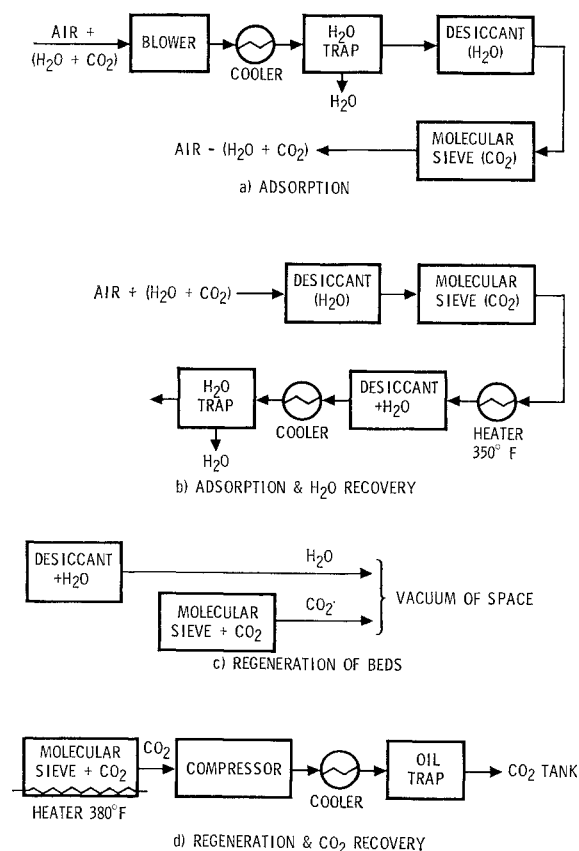 AIR +
(H2O + CO2)
BLOWER
COOLER
H2O
TRAP
H2O
DESICCANT
(H2O)
AIR - (H2O + CO2)
MOLECULAR
SIEVE (CO2)
a) ADSORPTION
AIR + (H2O + CO2)
DESICCANT
(H2O)
MOLECULAR
SIEVE (CO2)
H2O
TRAP
H2O
COOLER
DESICCANT
+H2O
HEATER
350° F
b) ADSORPTION & H2O RECOVERY
DESICCANT
+H2O
H2O
MOLECULAR
SIEVE + CO2
CO2
VACUUM OF SPACE
c) REGENERATION OF BEDS
MOLECULAR
SIEVE + CO2
HEATER 380°F
CO2
COMPRESSOR
COOLER
OIL
TRAP
CO2 TANK
d) REGENERATION & CO2 RECOVERY